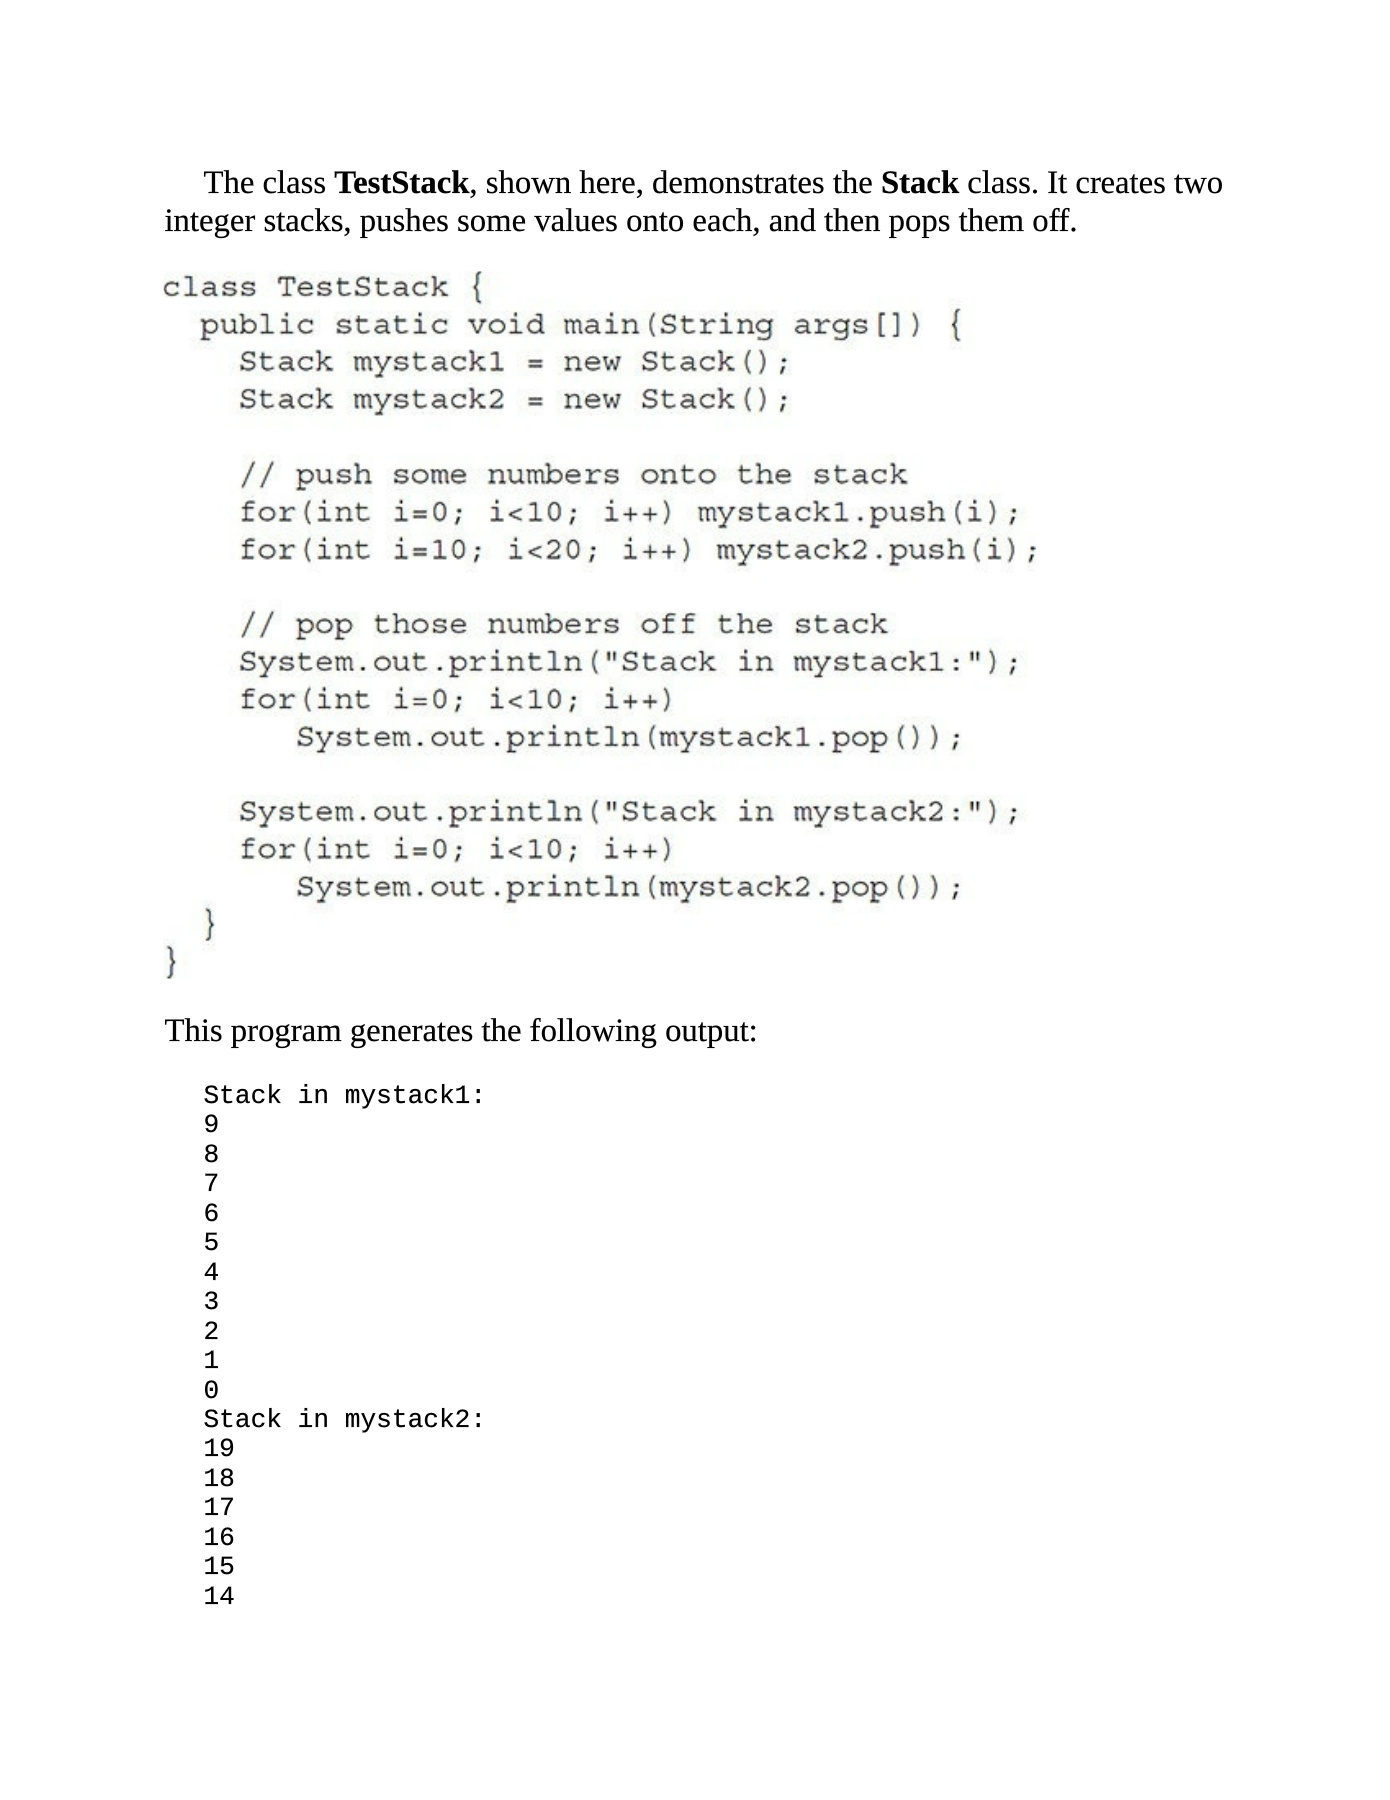 The class TestStack, shown here, demonstrates the Stack class. It creates two
integer stacks, pushes some values onto each, and then pops them off.
class TestStack {
  public static void main(String args[]) {
    Stack mystack1 = new Stack();
    Stack mystack2 = new Stack();

    // push some numbers onto the stack
    for(int i=0; i<10; i++) mystack1.push(i);
    for(int i=10; i<20; i++) mystack2.push(i);

    // pop those numbers off the stack
    System.out.println("Stack in mystack1:");
    for(int i=0; i<10; i++)
       System.out.println(mystack1.pop());

    System.out.println("Stack in mystack2:");
    for(int i=0; i<10; i++)
       System.out.println(mystack2.pop());
  }
}
This program generates the following output:
Stack in mystack1:
9
8
7
6
5
4
3
2
1
0
Stack in mystack2:
19
18
17
16
15
14